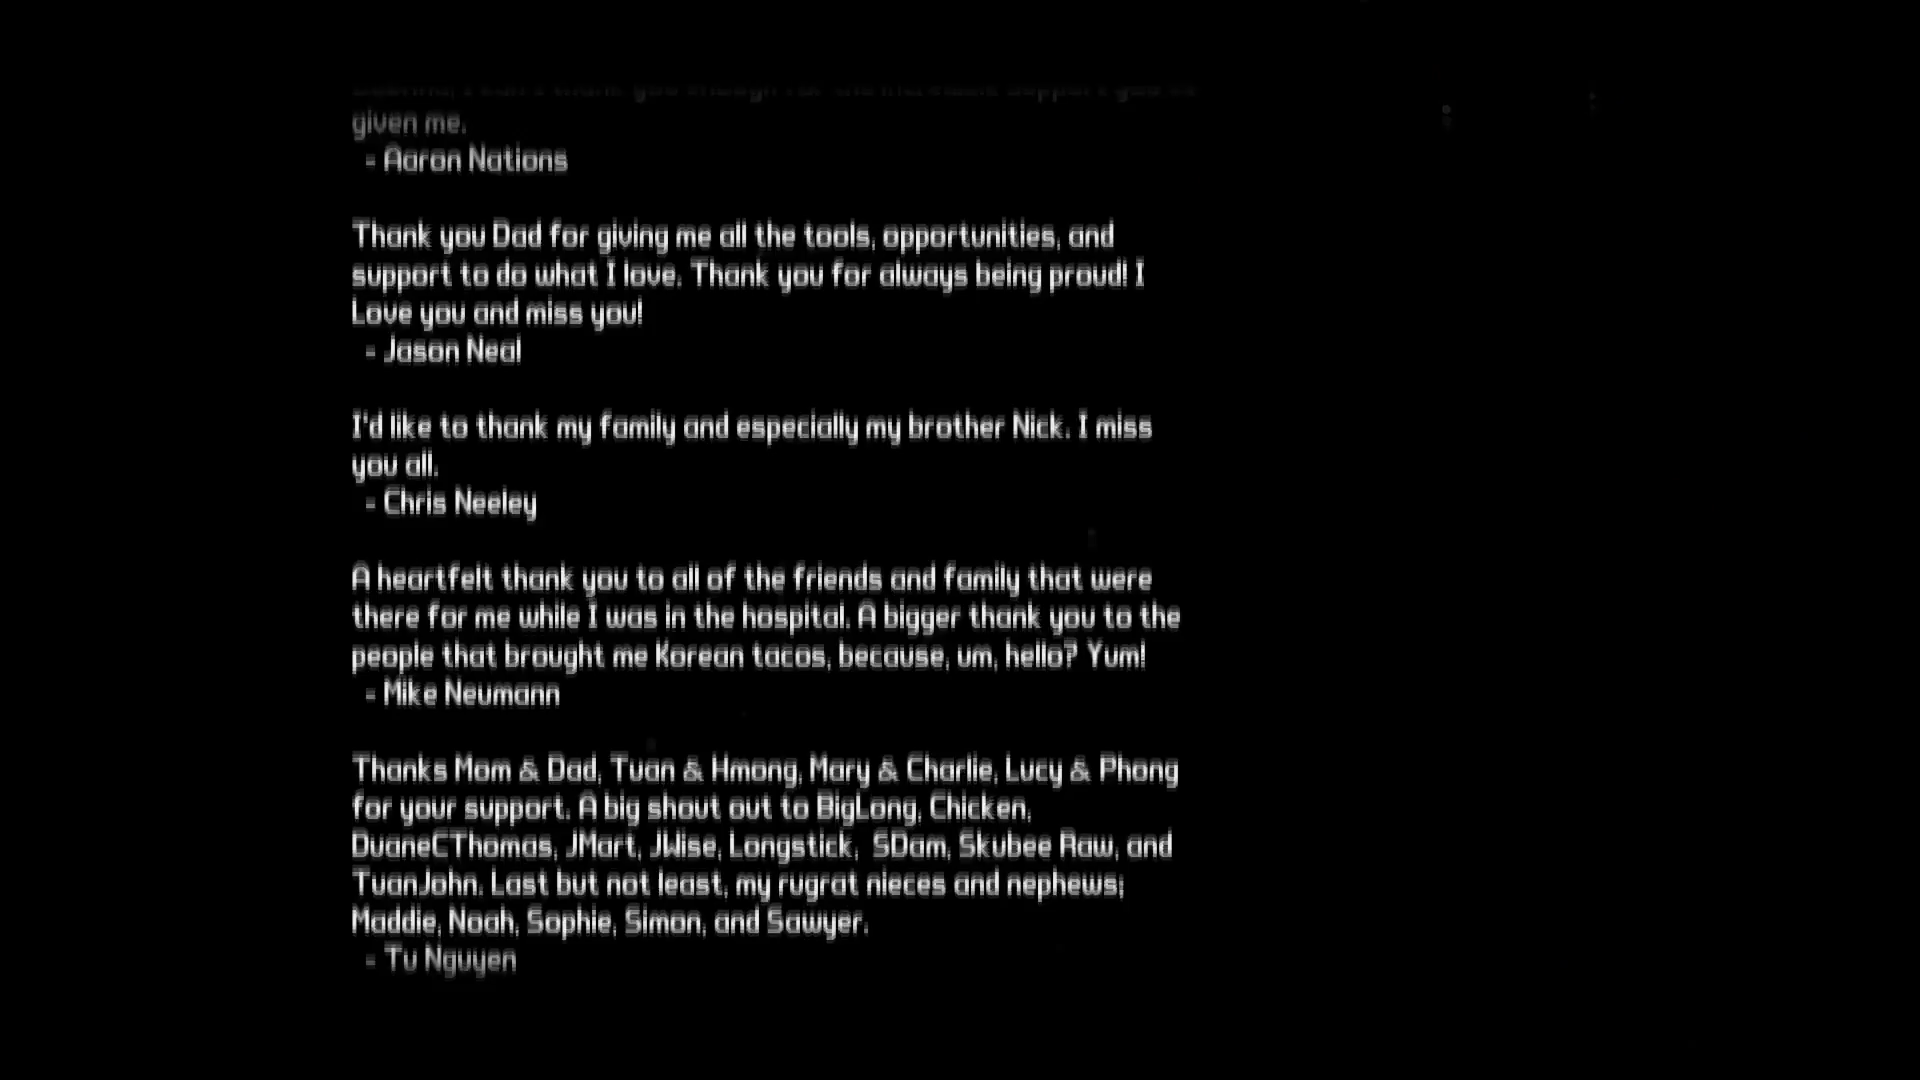 given me.
- Aaron Nations
Thank you Dad for giving me all the tools, opportunities, and
support to do what I love. Thank you for always being proud! I
Love you and miss you!
- Jason Neal
I'd like to thank my family and especially my brother Nick. I miss
you all.
- Chris Neeley
A heartfelt thank you to all of the friends and family that were
there for me while I was in the hospital. A bigger thank you to the
people that brought me Korean tacos, because, um, hello? Yum!
- Mike Neumann
Thanks Mom & Dad, Tuan & Hmong, Mary & Charlie, Lucy & Phong
for your support. A big shout out to BigLong, Chicken,
DuaneCThomas, JMart, JWise, Longstick, SDam, Skubee Raw, and
TuanJohn. Last but not least, my rugrat nieces and nephews;
Maddie, Noah, Sophie, Simon, and Sawyer.
- Tu Nguyen